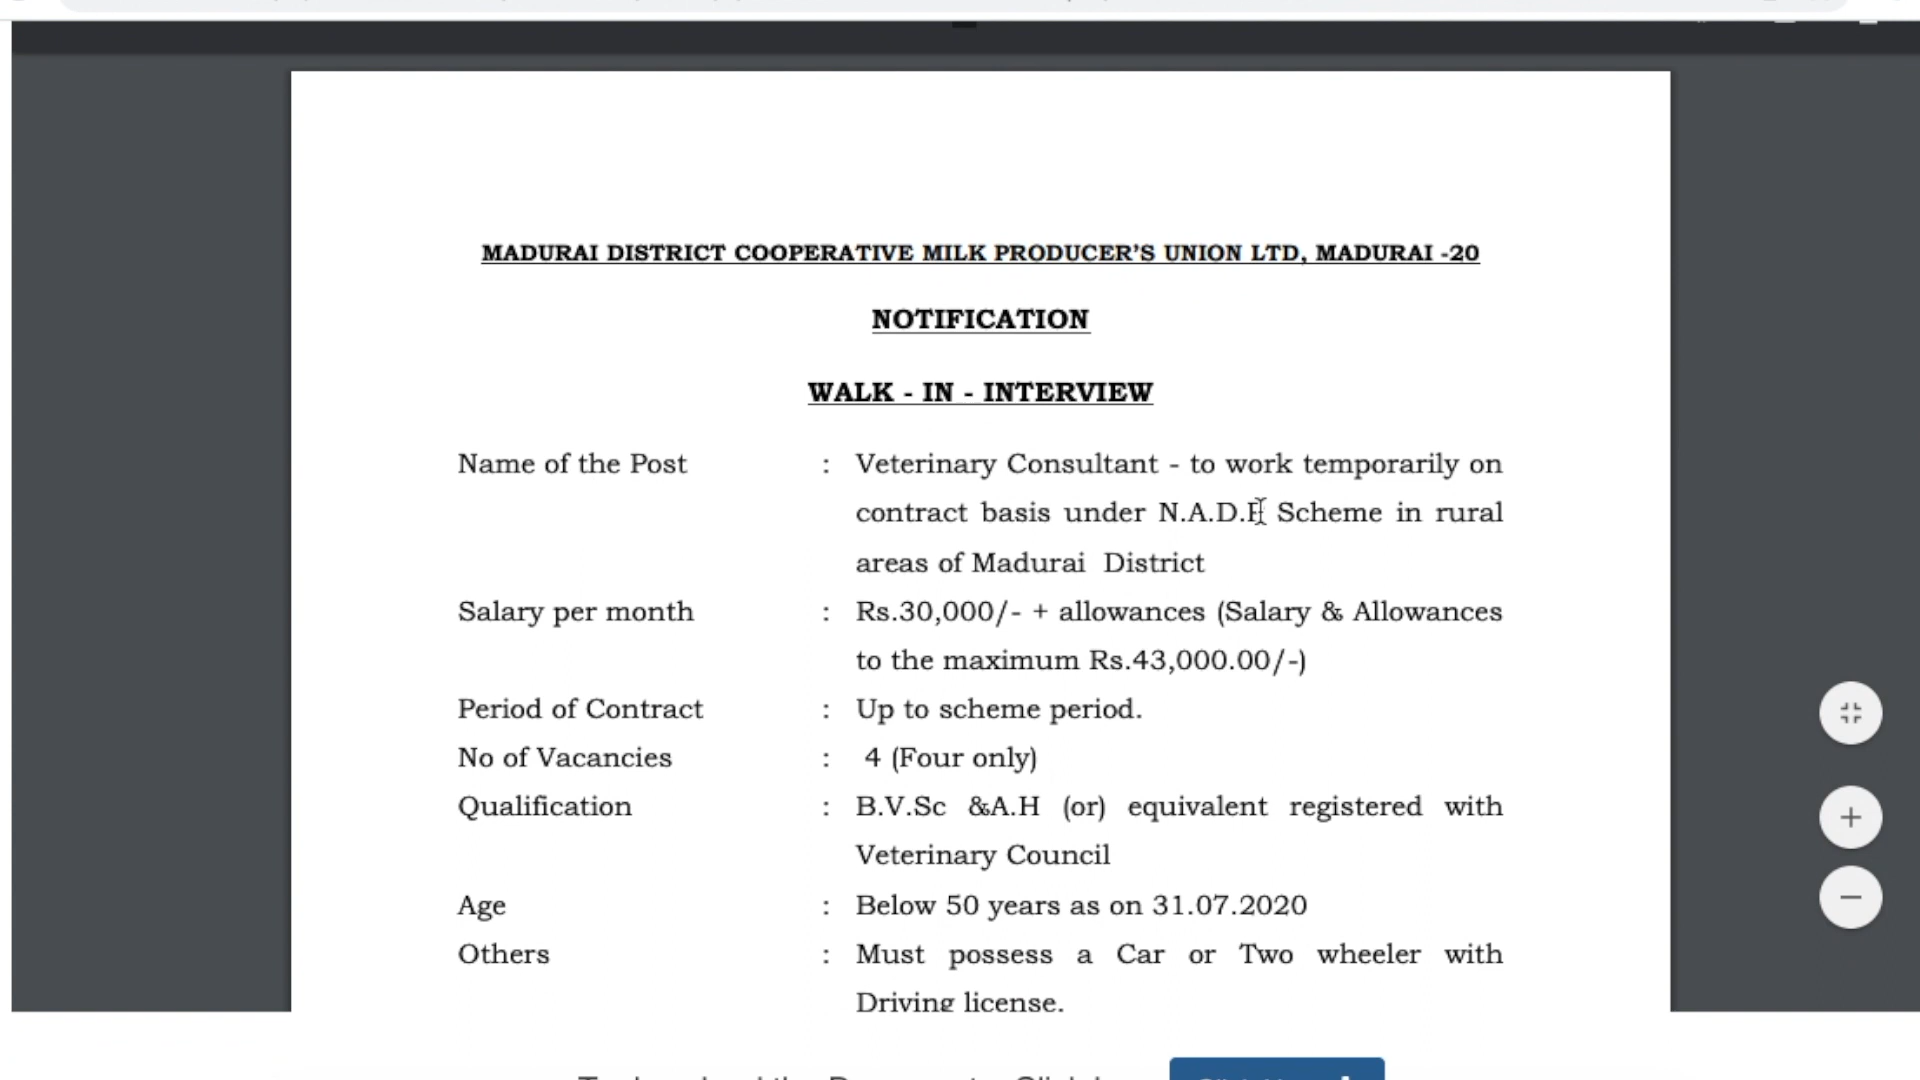 MADURAI DISTRICT COOPERATIVE MILK PRODUCER'S UNION LTD, MADURAI -20
NOTIFICATION
WALK - IN - INTERVIEW
Name of the Post : Veterinary Consultant - to work temporarily on
contract basis under Scheme in rural
areas of Madurai District
Salary per month : Rs.30,000/- + allowances (Salary & Allowances
to the maximum Rs.43,000.00/-)
Period of Contract : Up to scheme period.
No of Vacancies : 4 (Four only)
Qualification : B.V.Sc &A.H (or) equivalent registered with
Veterinary Council
Age : Below 50 years as on 31.07.2020
Others : Must possess a Car or Two wheeler with
Driving license.